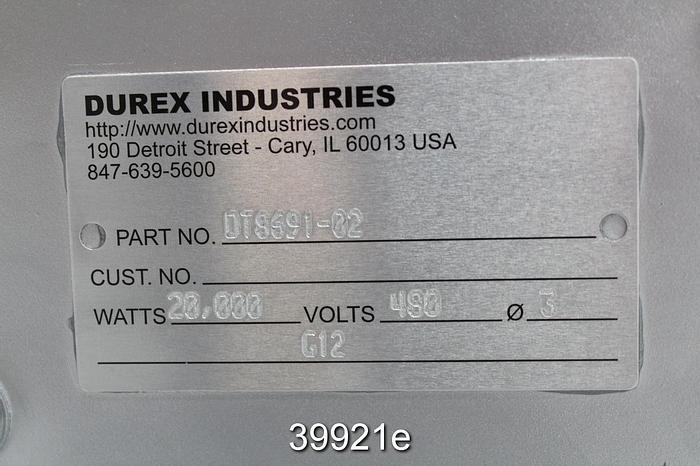 DUREX INDUSTRIES
http://www.durexindustries.com
190 Detroit Street - Cary, IL 60013 USA
847-639-5600
PART NO. DT8691-02
CUST. NO.
WATTS 20,000 VOLTS 480 Ø 3
G12
39921e